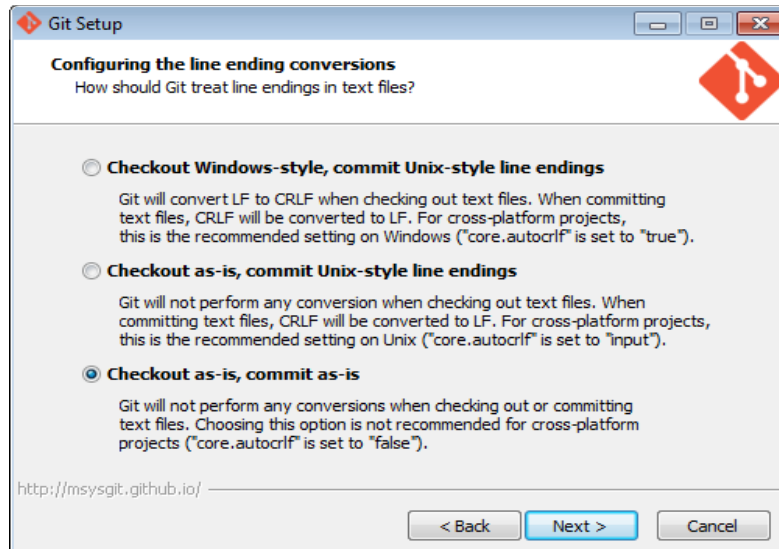 Git Setup
Configuring the line ending conversions
How should Git treat line endings in text files?
Checkout Windows-style, commit Unix-style line endings
Git will convert LF to CRLF when checking out text files. When committing
text files, CRLF will be converted to LF. For cross-platform projects,
this is the recommended setting on Windows ("core.autocrlf" is set to "true").
Checkout as-is, commit Unix-style line endings
Git will not perform any conversion when checking out text files. When
committing text files, CRLF will be converted to LF. For cross-platform projects,
this is the recommended setting on Unix ("core.autocrlf" is set to "input").
Checkout as-is, commit as-is
Git will not perform any conversions when checking out or committing
text files. Choosing this option is not recommended for cross-platform
projects ("core.autocrlf" is set to "false").
http://msysgit.github.io/
< Back Next > Cancel